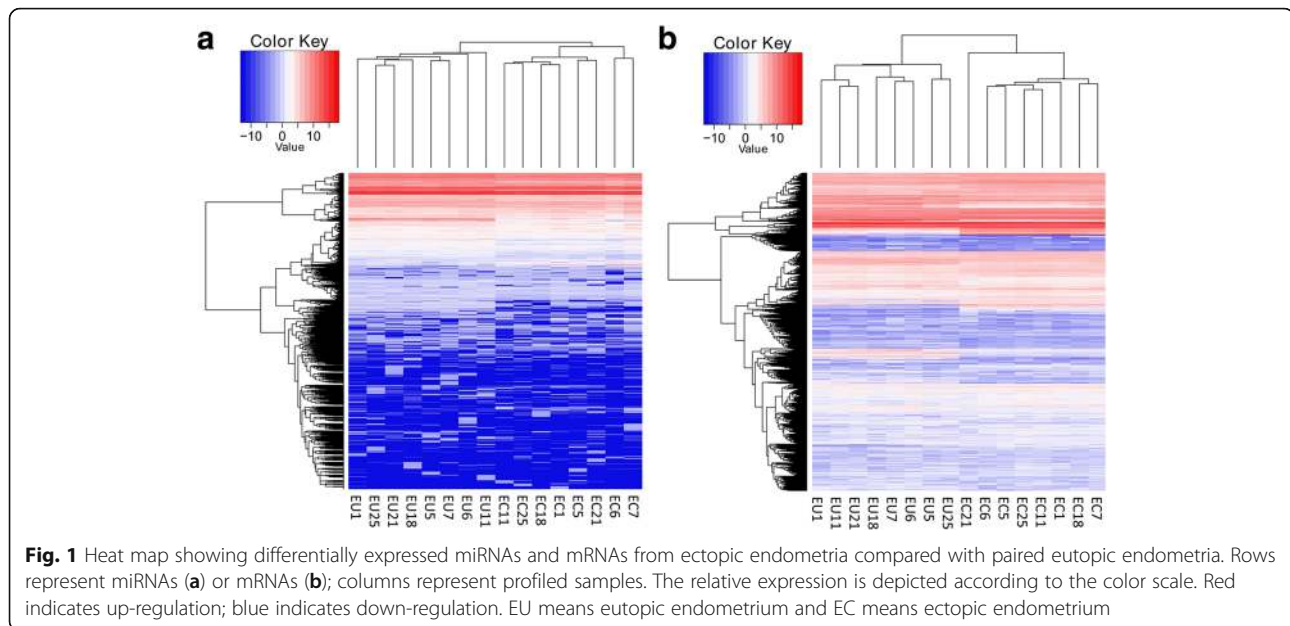 a
Color Key
−10 0 10
Value
EU1 EU25 EU21 EU18 EU5 EU7 EU6 EU11 EC11 EC25 EC18 EC1 EC5 EC21 EC6 EC7
b
Color Key
−10 0 10
Value
EU1 EU11 EU21 EU18 EU7 EU6 EU5 EU25 EC21 EC6 EC5 EC25 EC11 EC1 EC18 EC7
Fig. 1 Heat map showing differentially expressed miRNAs and mRNAs from ectopic endometria compared with paired eutopic endometria. Rows
represent miRNAs (a) or mRNAs (b); columns represent profiled samples. The relative expression is depicted according to the color scale. Red
indicates up-regulation; blue indicates down-regulation. EU means eutopic endometrium and EC means ectopic endometrium